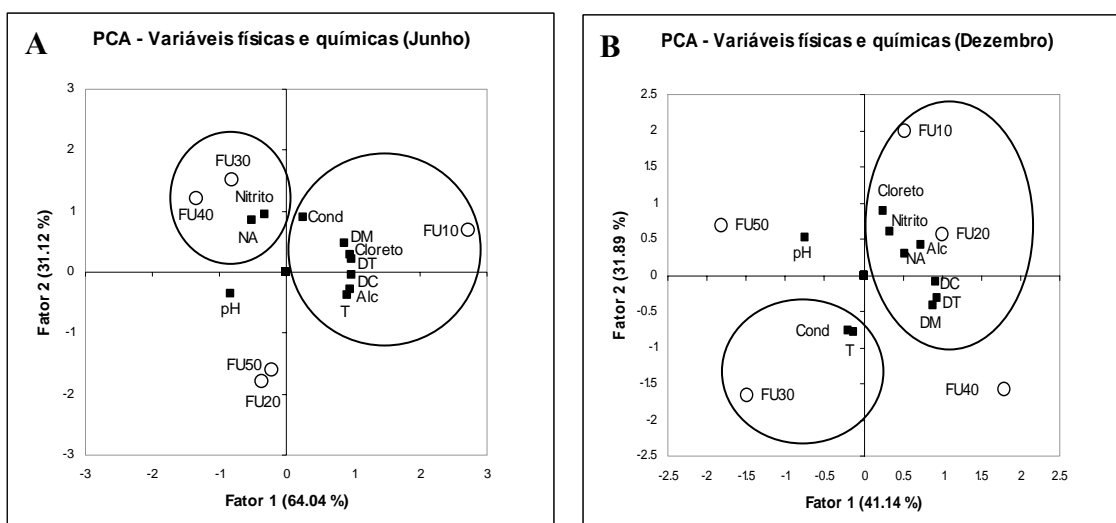 A
PCA - Variáveis físicas e químicas (Junho)
3
2
1
0
-1
-2
-3
Fator 2 (31.12 %)
FU30
FU40
Nitrito
NA
Cond
DM
FU10
Cloreto
DT
DC
Alc
T
pH
FU50
FU20
-3
-2
-1
0
1
2
3
Fator 1 (64.04 %)
B
PCA - Variáveis físicas e químicas (Dezembro)
2.5
2
1.5
1
0.5
0
-0.5
-1
-1.5
-2
-2.5
Fator 2 (31.89 %)
FU10
Cloreto
FU50
Nitrito
FU20
pH
Alc
NA
DC
DT
DM
Cond
T
FU30
FU40
-2.5
-2
-1.5
-1
-0.5
0
0.5
1
1.5
2
2.5
Fator 1 (41.14 %)